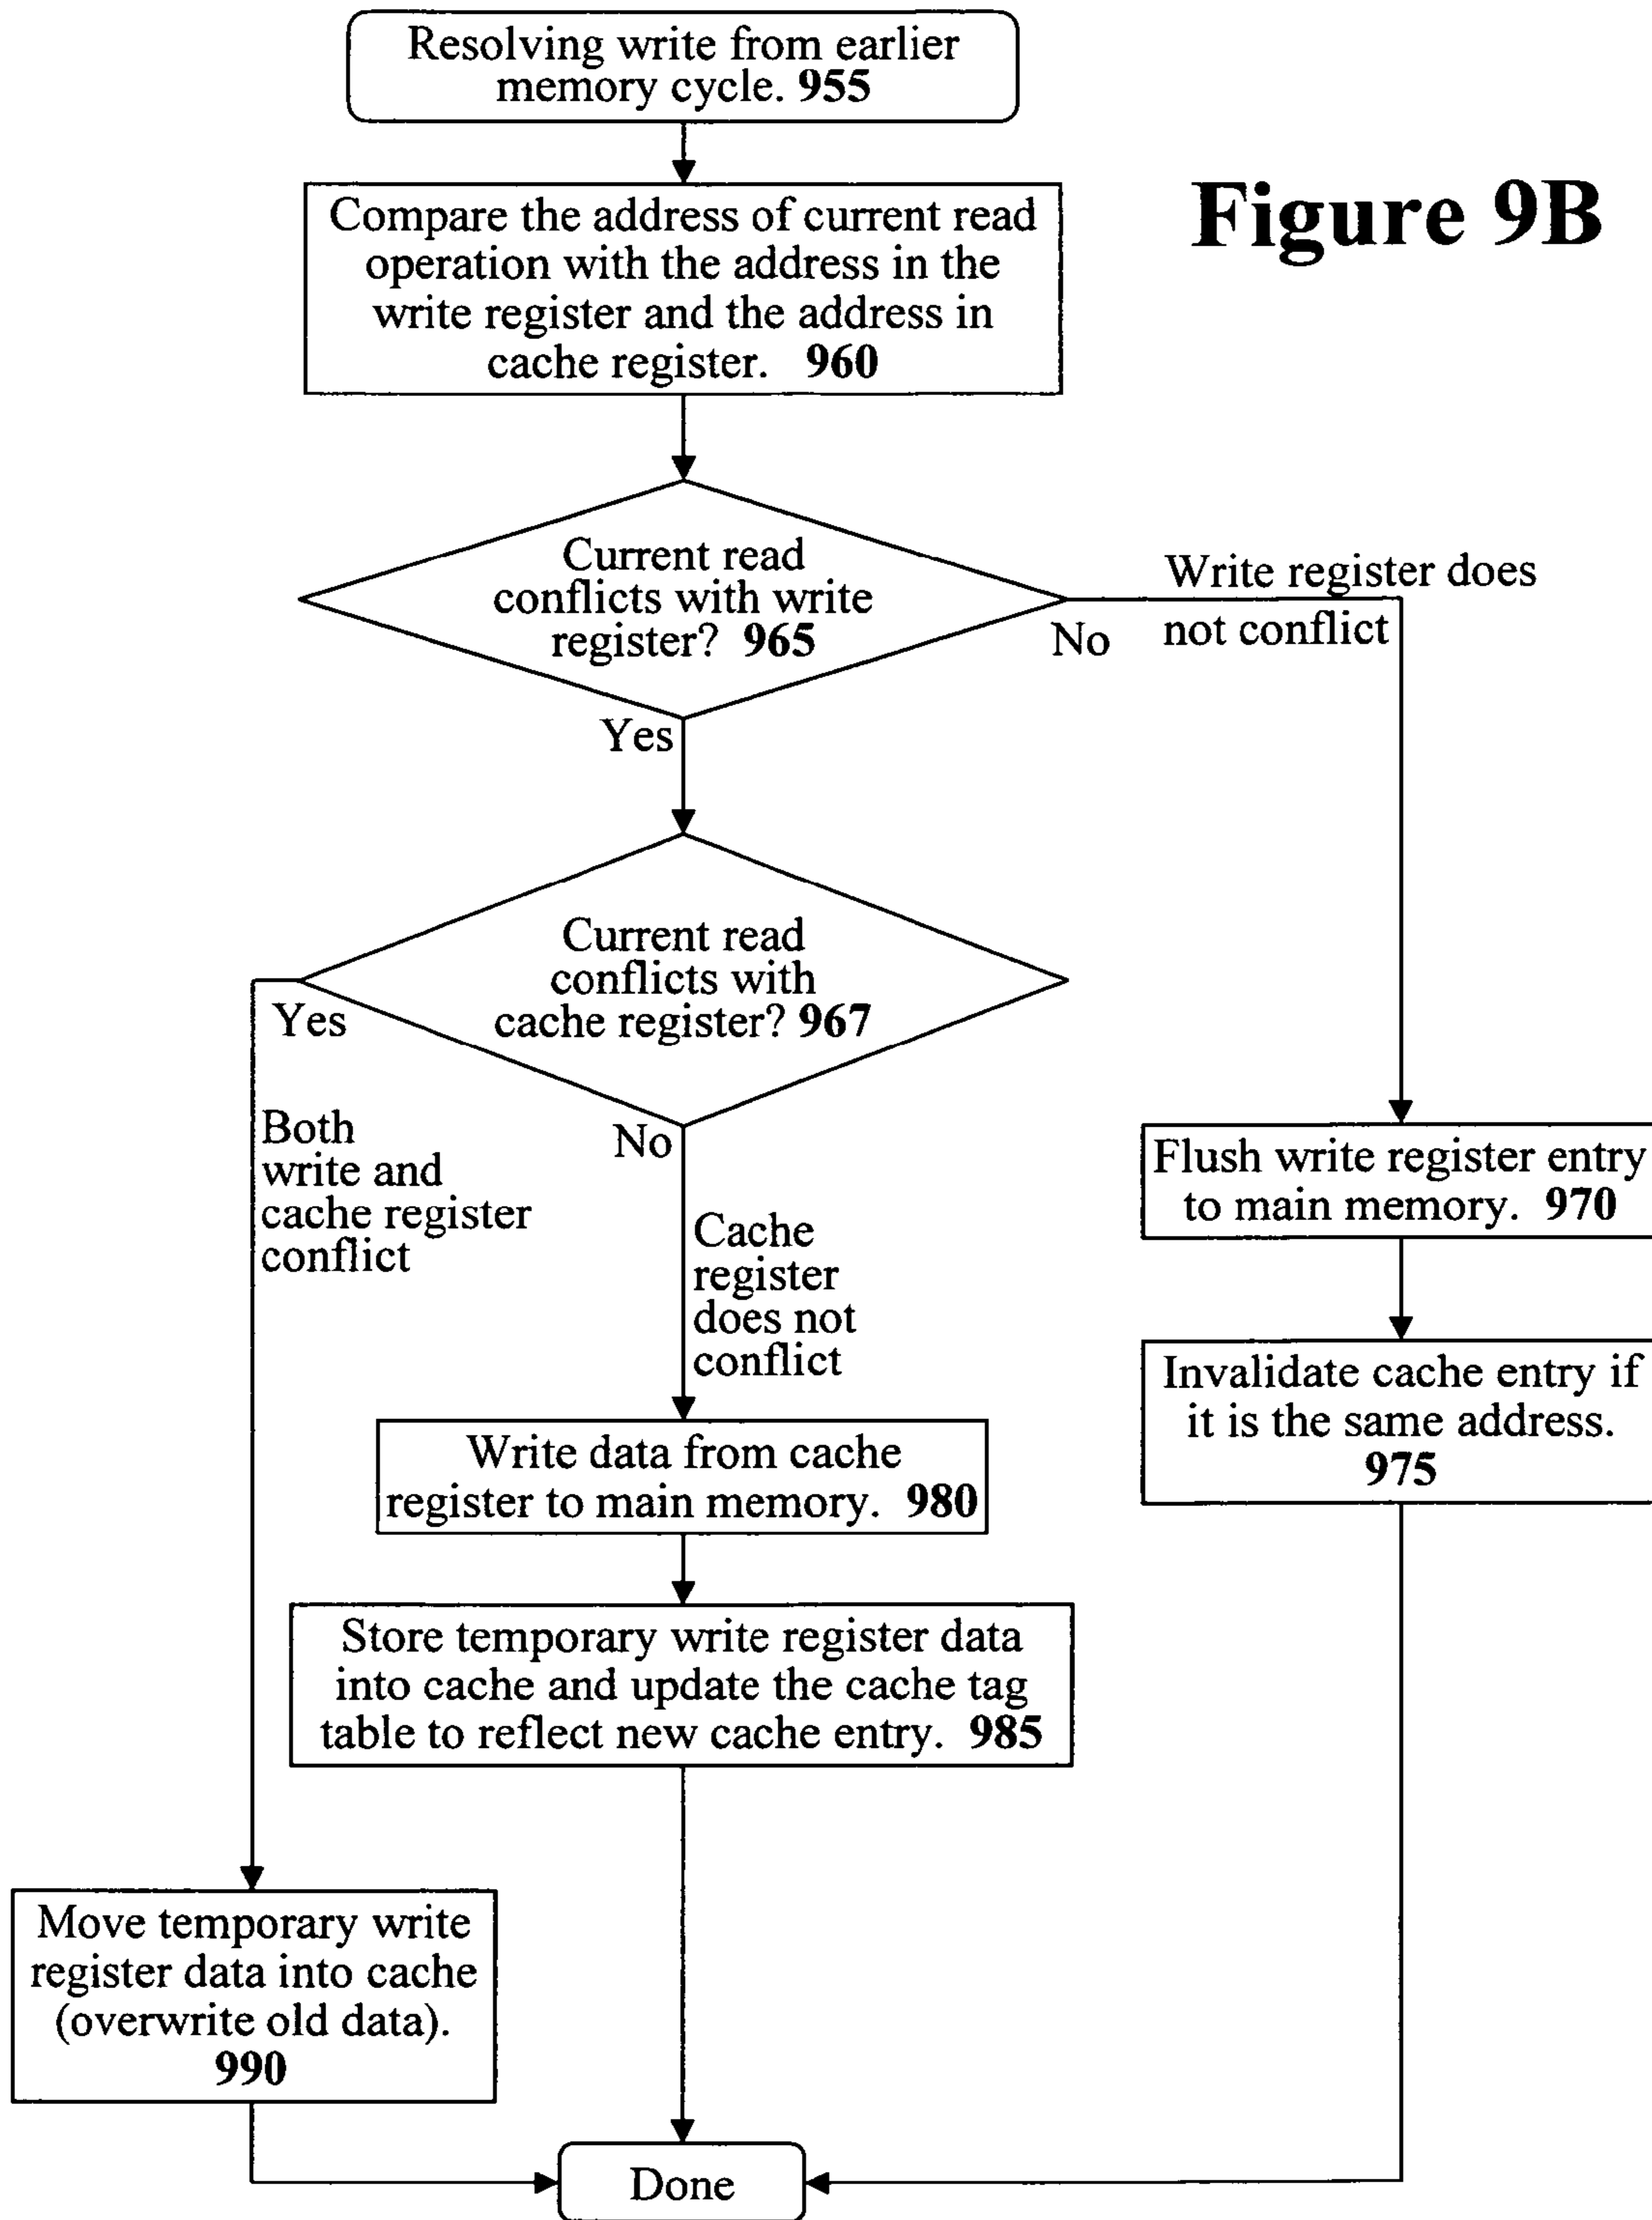 Resolving write from earlier
memory cycle. 955
Figure 9B
Compare the address of current read
operation with the address in the
write register and the address in
cache register. 960
Current read
conflicts with write
register? 965
Write register does
not conflict
No
Yes
Current read
conflicts with
cache register? 967
Yes
Both
write and
cache register
conflict
No
Cache
register
does not
conflict
Flush write register entry
to main memory. 970
Invalidate cache entry if
it is the same address.
975
Write data from cache
register to main memory. 980
Store temporary write register data
into cache and update the cache tag
table to reflect new cache entry. 985
Move temporary write
register data into cache
(overwrite old data).
990
Done